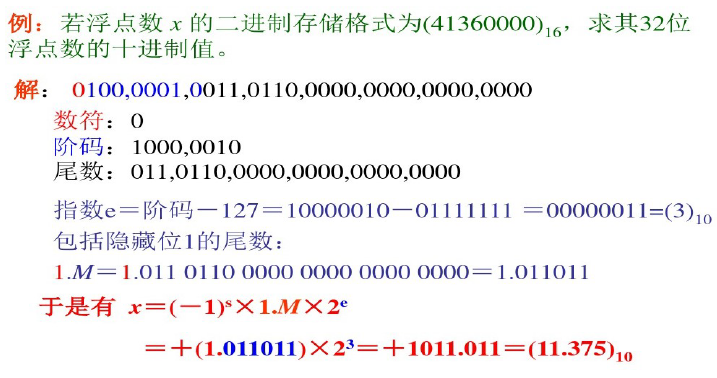 例：若浮点数 x 的二进制存储格式为(41360000)₁₆，求其32位
浮点数的十进制值。
解： 0100,0001,0011,0110,0000,0000,0000,0000
数符：0
阶码：1000,0010
尾数：011,0110,0000,0000,0000,0000
指数e＝阶码－127＝10000010－01111111 ＝00000011=(3)₁₀
包括隐藏位1的尾数：
1.M＝1.011 0110 0000 0000 0000 0000＝1.011011
于是有 x＝(－1)ˢ×1.M×2ᵉ
＝＋(1.011011)×2³＝＋1011.011＝(11.375)₁₀